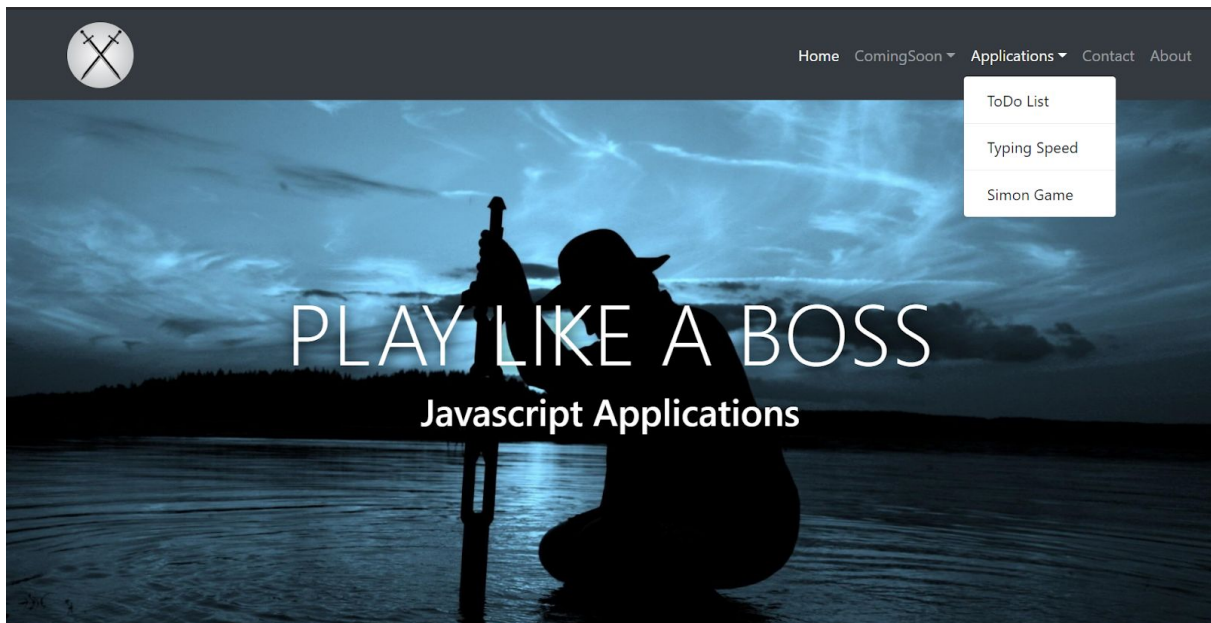 Home ComingSoon Applications Contact About
ToDo List
Typing Speed
Simon Game
PLAY LIKE A BOSS
Javascript Applications